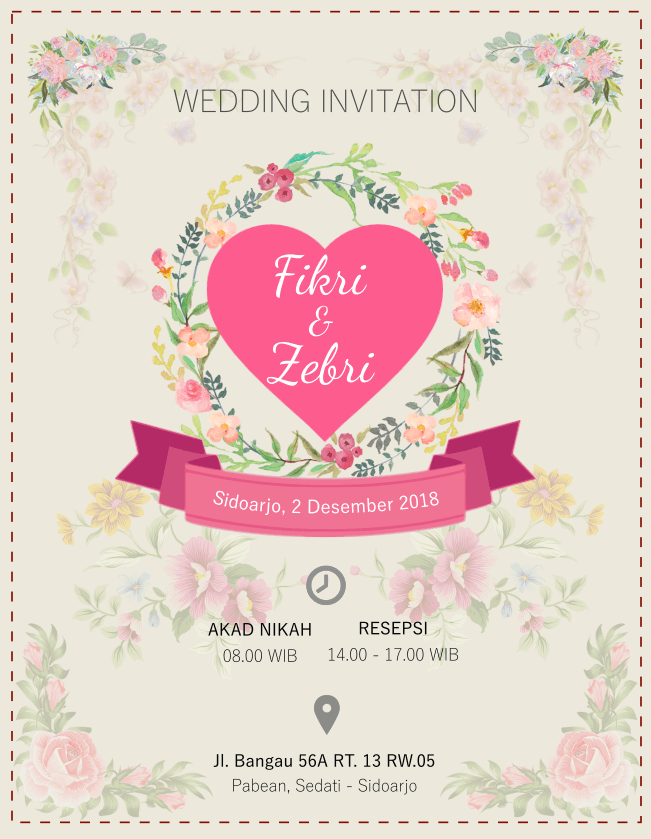 WEDDING INVITATION
Fikri
&
Zebri
Sidoarjo, 2 Desember 2018
AKAD NIKAH
08.00 WIB
RESEPSI
14.00 - 17.00 WIB
Jl. Bangau 56A RT. 13 RW.05
Pabean, Sedati - Sidoarjo